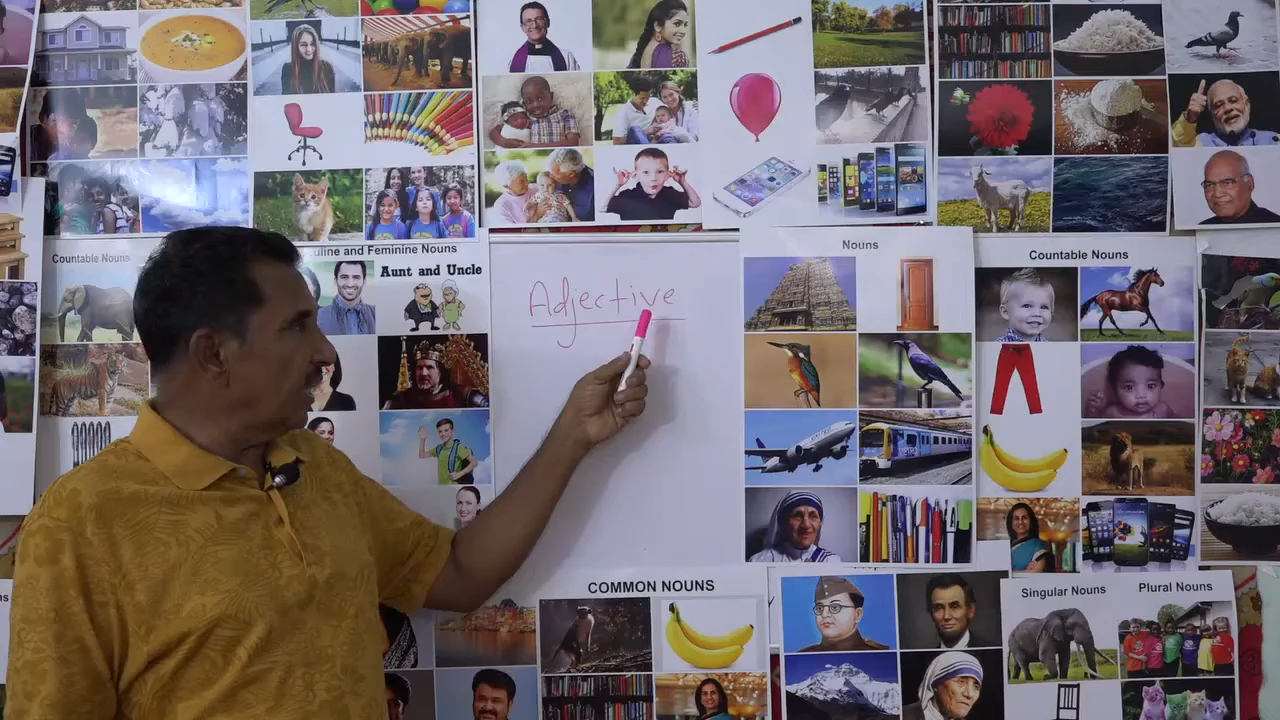 Countable Nouns
uline and Feminine Nouns
Aunt and Uncle
Adjective
Nouns
Countable Nouns
COMMON NOUNS
Singular Nouns
Plural Nouns